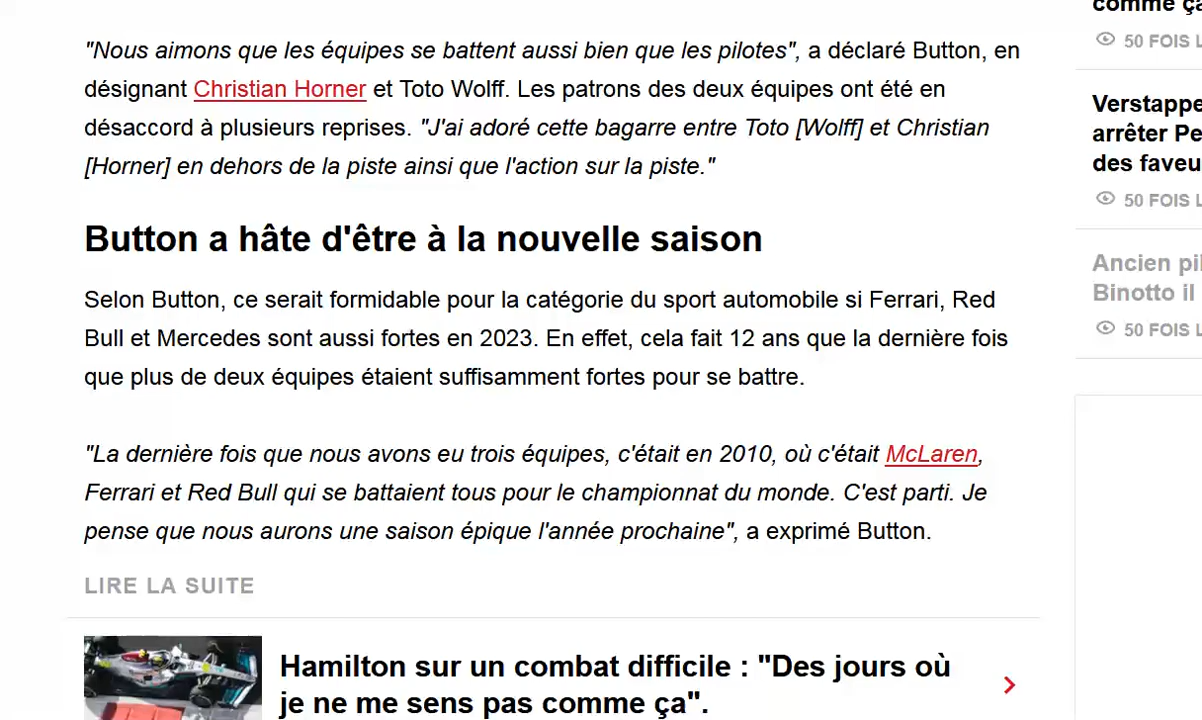 "Nous aimons que les équipes se battent aussi bien que les pilotes", a déclaré Button, en
désignant Christian Horner et Toto Wolff. Les patrons des deux équipes ont été en
désaccord à plusieurs reprises. "J'ai adoré cette bagarre entre Toto [Wolff] et Christian
[Horner] en dehors de la piste ainsi que l'action sur la piste."
Button a hâte d'être à la nouvelle saison
Selon Button, ce serait formidable pour la catégorie du sport automobile si Ferrari, Red
Bull et Mercedes sont aussi fortes en 2023. En effet, cela fait 12 ans que la dernière fois
que plus de deux équipes étaient suffisamment fortes pour se battre.
"La dernière fois que nous avons eu trois équipes, c'était en 2010, où c'était McLaren,
Ferrari et Red Bull qui se battaient tous pour le championnat du monde. C'est parti. Je
pense que nous aurons une saison épique l'année prochaine", a exprimé Button.
LIRE LA SUITE
Hamilton sur un combat difficile : "Des jours où
je ne me sens pas comme ça".
comme
50 FOIS
arrêter
des
50 FOIS
Ancien
Binotto il
50 FOIS